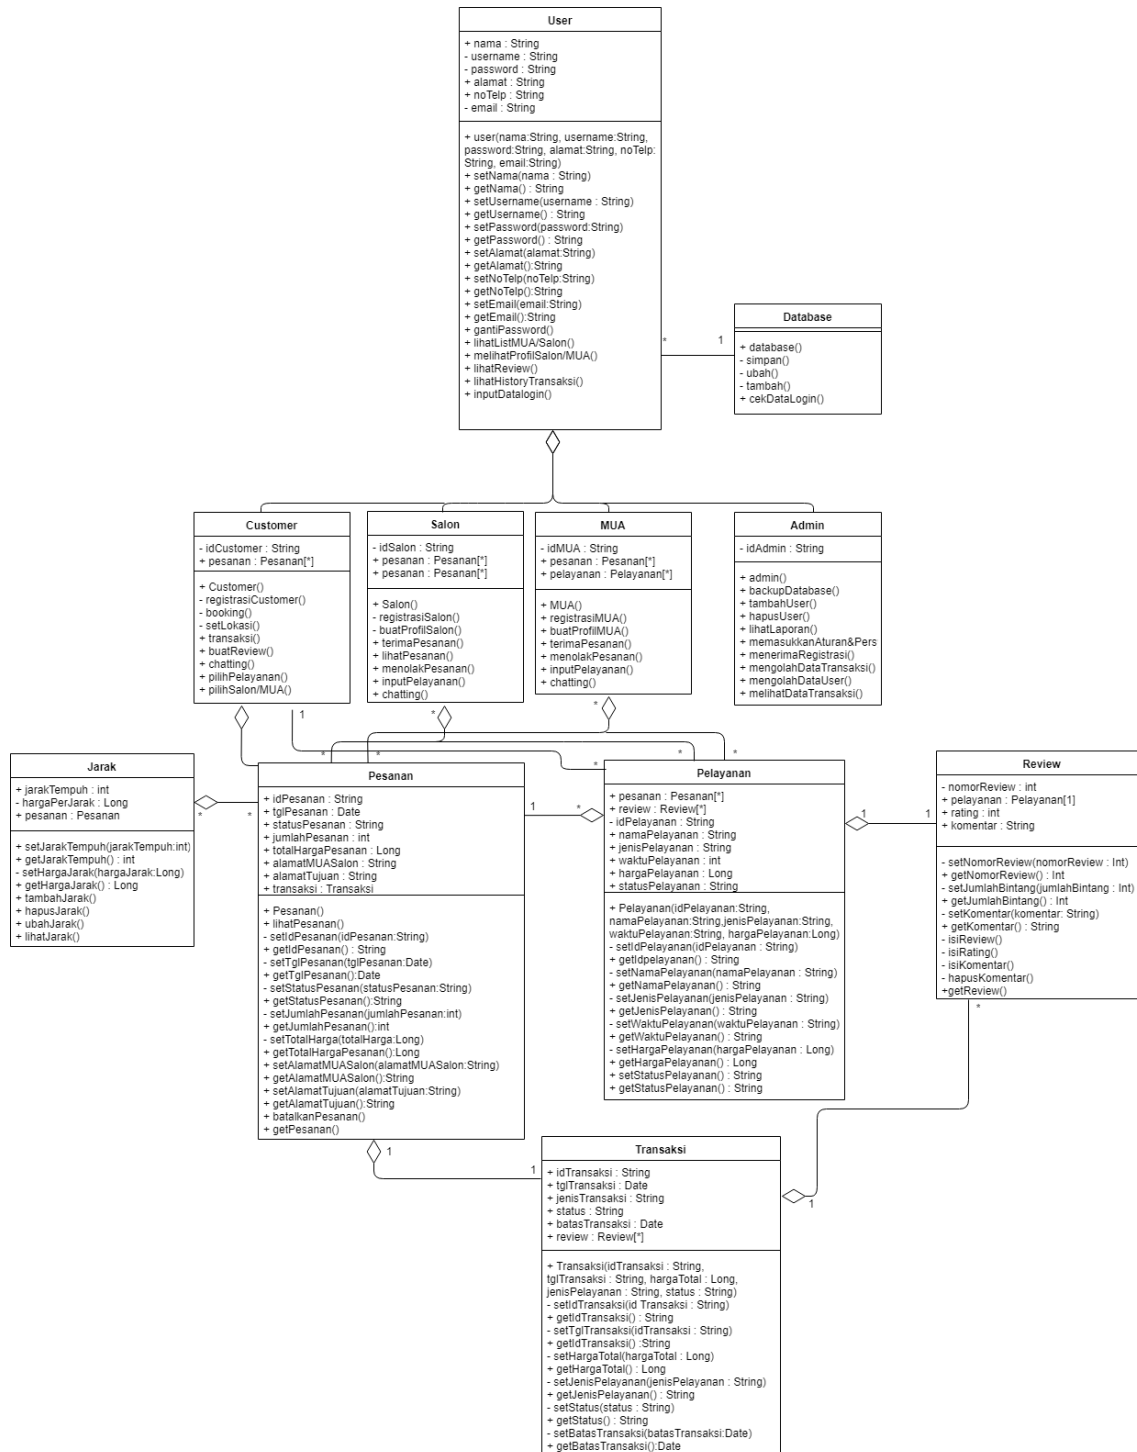 User
+ nama : String
- username : String
- password : String
+ alamat : String
+ noTelp : String
- email : String
+ user(nama:String, username:String,
password:String, alamat:String, noTelp:
String, email:String)
+ setNama(nama : String)
+ getNama() : String
+ setUsername(username : String)
+ getUsername() : String
+ setPassword(password:String)
+ getPassword() : String
+ setAlamat(alamat:String)
+ getAlamat():String
+ setNoTelp(noTelp:String)
+ getNoTelp():String
+ setEmail(email:String)
+ getEmail():String
+ gantiPassword()
+ lihatListMUA/Salon()
+ melihatProfilSalon/MUA()
+ lihatReview()
+ lihatHistoryTransaksi()
+ inputDatalogin()
*
1
Database
+ database()
- simpan()
- ubah()
- tambah()
+ cekDataLogin()
Customer
- idCustomer : String
+ pesanan : Pesanan[*]
+ Customer()
- registrasiCustomer()
- booking()
- setLokasi()
+ transaksi()
+ buatReview()
+ chatting()
+ pilihPelayanan()
+ pilihSalon/MUA()
Salon
- idSalon : String
+ pesanan : Pesanan[*]
+ pesanan : Pesanan[*]
+ Salon()
- registrasiSalon()
- buatProfilSalon()
+ terimaPesanan()
+ lihatPesanan()
+ menolakPesanan()
+ inputPelayanan()
+ chatting()
MUA
- idMUA : String
+ pesanan : Pesanan[*]
+ pelayanan : Pelayanan[*]
+ MUA()
+ registrasiMUA()
+ buatProfilMUA()
+ terimaPesanan()
+ menolakPesanan()
+ inputPelayanan()
+ chatting()
Admin
- idAdmin : String
+ admin()
+ backupDatabase()
+ tambahUser()
+ hapusUser()
+ lihatLaporan()
+ memasukkanAturan&Pers
+ menerimaRegistrasi()
+ mengolahDataTransaksi()
+ mengolahDataUser()
+ melihatDataTransaksi()
1
*
*
*
*
*
*
*
Jarak
+ jarakTempuh : int
- hargaPerJarak : Long
+ pesanan : Pesanan
+ setJarakTempuh(jarakTempuh:int)
+ getJarakTempuh() : int
- setHargaJarak(hargaJarak:Long)
+ getHargaJarak() : Long
+ tambahJarak()
+ hapusJarak()
+ ubahJarak()
+ lihatJarak()
*
*
Pesanan
+ idPesanan : String
+ tglPesanan : Date
+ statusPesanan : String
+ jumlahPesanan : int
+ totalHargaPesanan : Long
+ alamatMUASalon : String
+ alamatTujuan : String
+ transaksi : Transaksi
+ Pesanan()
+ lihatPesanan()
- setIdPesanan(idPesanan:String)
+ getIdPesanan() : String
- setTglPesanan(tglPesanan:Date)
+ getTglPesanan():Date
- setStatusPesanan(statusPesanan:String)
+ getStatusPesanan():String
- setJumlahPesanan(jumlahPesanan:int)
+ getJumlahPesanan():int
- setTotalHarga(totalHarga:Long)
+ getTotalHargaPesanan():Long
+ setAlamatMUASalon(alamatMUASalon:String)
+ getAlamatMUASalon():String
+ setAlamatTujuan(alamatTujuan:String)
+ getAlamatTujuan():String
+ batalkanPesanan()
+ getPesanan()
1
*
Pelayanan
+ pesanan : Pesanan[*]
+ review : Review[*]
- idPelayanan : String
+ namaPelayanan : String
+ jenisPelayanan : String
+ waktuPelayanan : int
+ hargaPelayanan : Long
+ statusPelayanan : String
+ Pelayanan(idPelayanan:String,
namaPelayanan:String,jenisPelayanan:String,
waktuPelayanan:String, hargaPelayanan:Long)
- setIdPelayanan(idPelayanan : String)
+ getIdpelayanan() : String
- setNamaPelayanan(namaPelayanan : String)
+ getNamaPelayanan() : String
- setJenisPelayanan(jenisPelayanan : String)
+ getJenisPelayanan() : String
- setWaktuPelayanan(waktuPelayanan : String)
+ getWaktuPelayanan() : String
- setHargaPelayanan(hargaPelayanan : Long)
+ getHargaPelayanan() : Long
+ setStatusPelayanan() : String
+ getStatusPelayanan() : String
1
1
Review
- nomorReview : int
+ pelayanan : Pelayanan[1]
+ rating : int
+ komentar : String
- setNomorReview(nomorReview : Int)
+ getNomorReview() : Int
- setJumlahBintang(jumlahBintang : Int)
+ getJumlahBintang() : Int
- setKomentar(komentar: String)
+ getKomentar() : String
- isiReview()
- isiRating()
- isiKomentar()
- hapusKomentar()
+getReview()
*
1
1
1
Transaksi
+ idTransaksi : String
+ tglTransaksi : Date
+ jenisTransaksi : String
+ status : String
+ batasTransaksi : Date
+ review : Review[*]
+ Transaksi(idTransaksi : String,
tglTransaksi : String, hargaTotal : Long,
jenisPelayanan : String, status : String)
- setIdTransaksi(id Transaksi : String)
+ getIdTransaksi() : String
- setTglTransaksi(idTransaksi : String)
+ getIdTransaksi() :String
- setHargaTotal(hargaTotal : Long)
+ getHargaTotal() : Long
- setJenisPelayanan(jenisPelayanan : String)
+ getJenisPelayanan() : String
- setStatus(status : String)
+ getStatus() : String
- setBatasTransaksi(batasTransaksi:Date)
+ getBatasTransaksi():Date